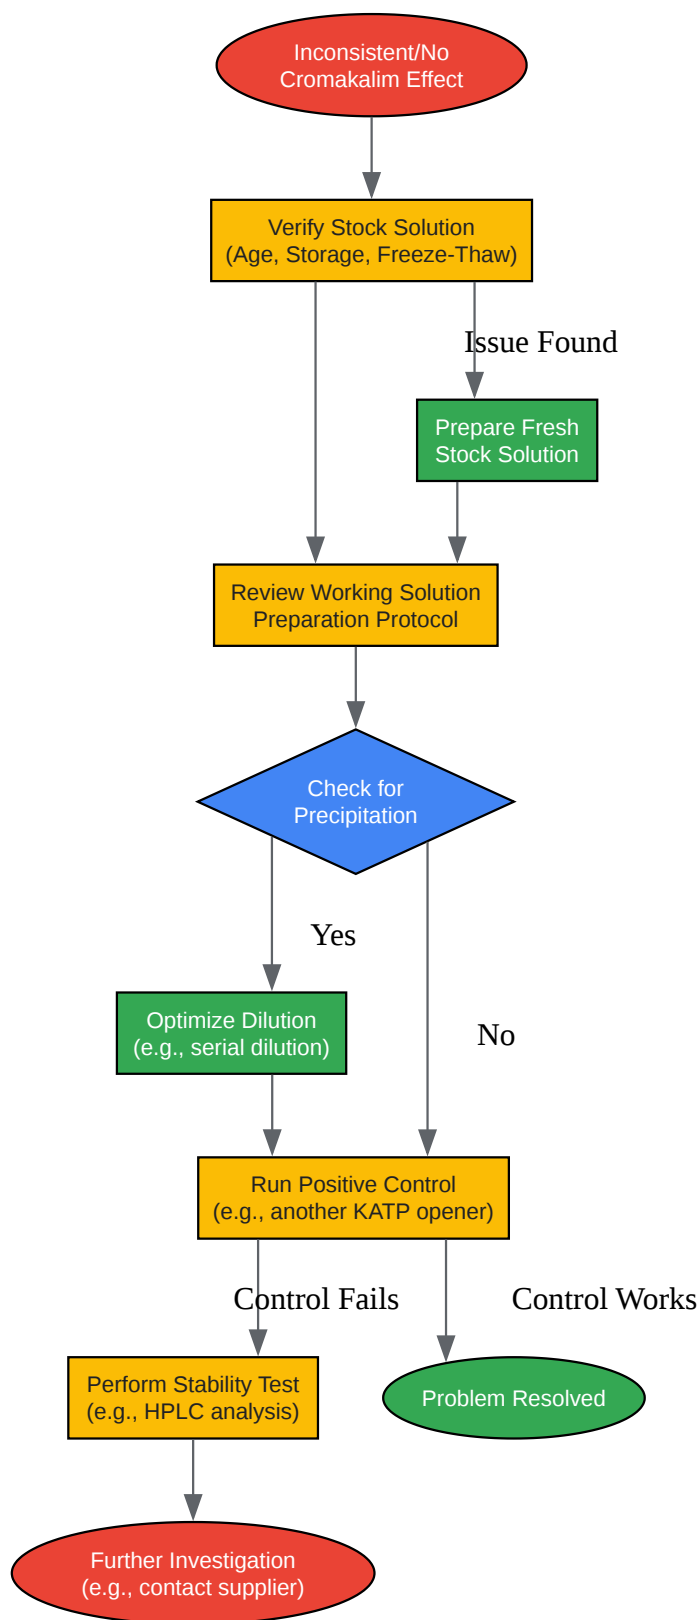 Inconsistent/No
Cromakalim Effect
Verify Stock Solution
(Age, Storage, Freeze-Thaw)
Issue Found
Prepare Fresh
Stock Solution
Review Working Solution
Preparation Protocol
Check for
Precipitation
Yes
Optimize Dilution
(e.g., serial dilution)
No
Run Positive Control
(e.g., another KATP opener)
Control Fails
Control Works
Perform Stability Test
(e.g., HPLC analysis)
Problem Resolved
Further Investigation
(e.g., contact supplier)